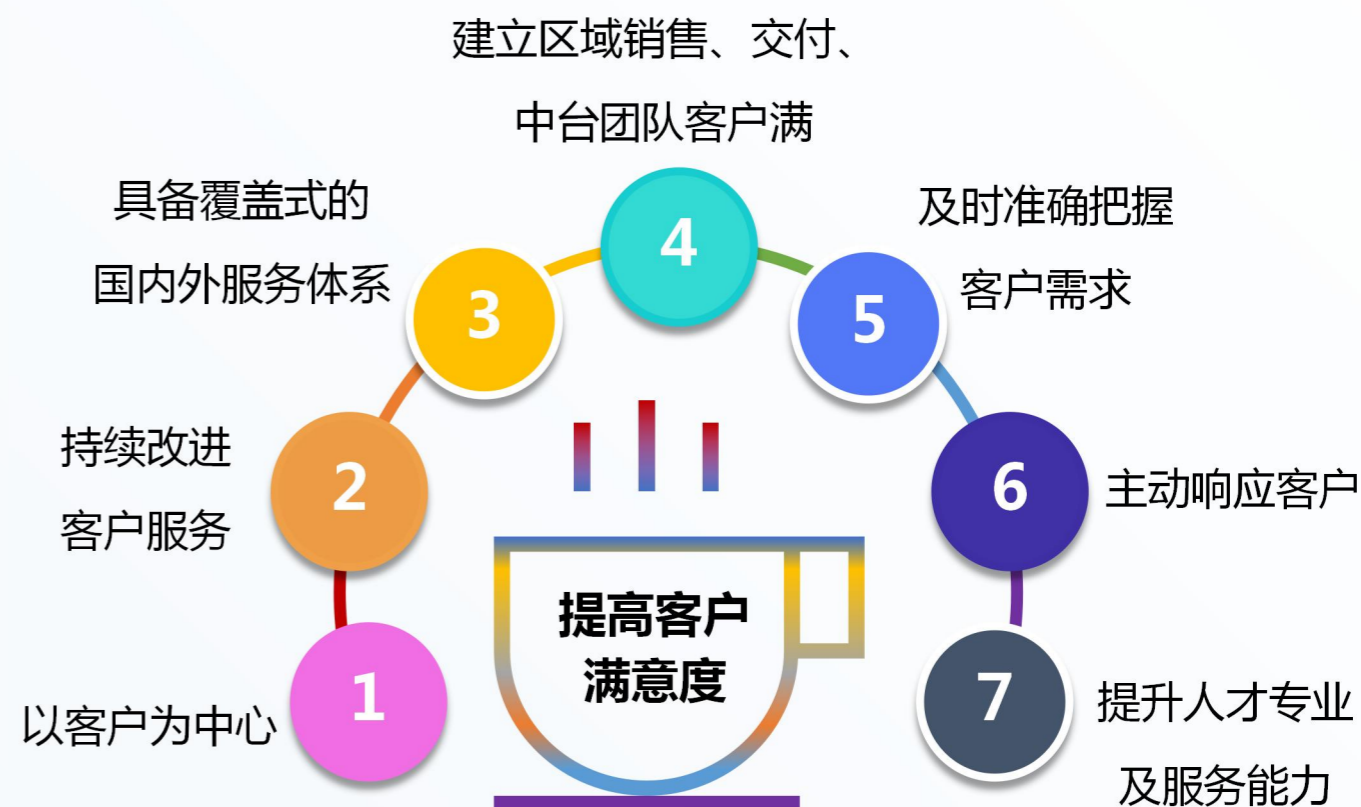 建立区域销售、交付、
中台团队客户满
具备覆盖式的
国内外服务体系
及时准确把握
客户需求
4
3
5
持续改进
客户服务
2
6
主动响应客户
提高客户
满意度
以客户为中心
1
7
提升人才专业
及服务能力